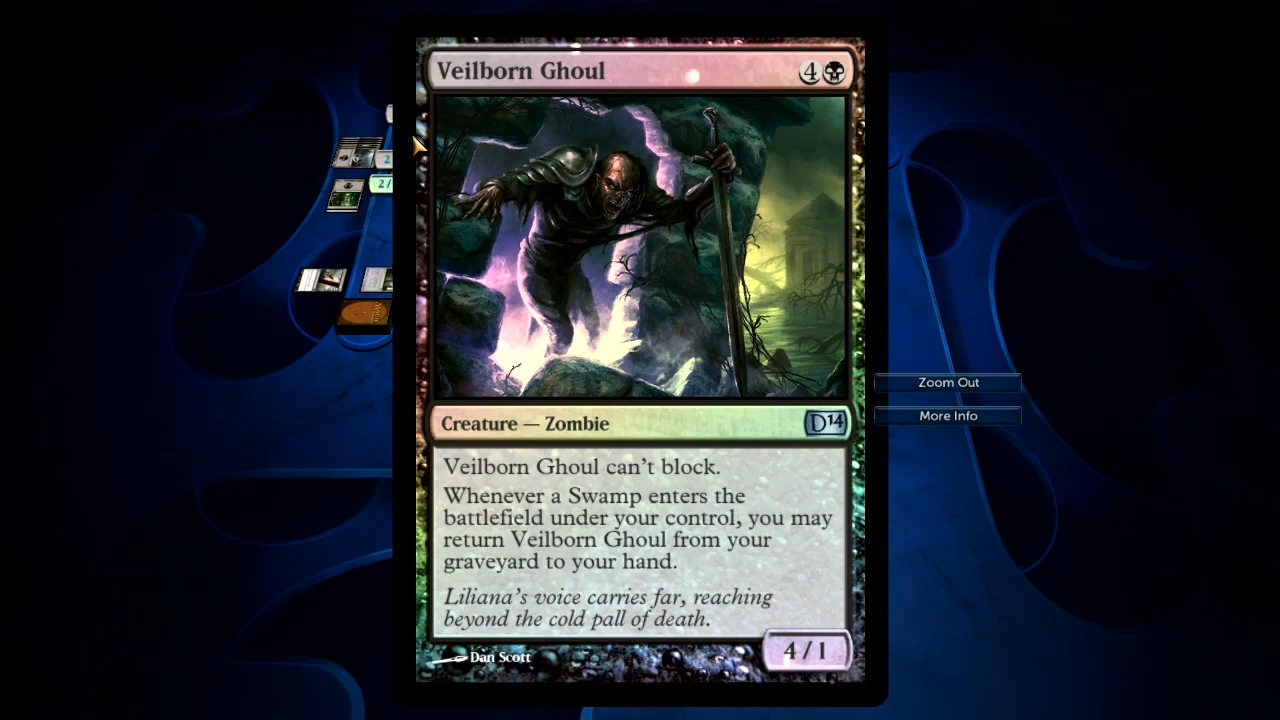 Veilborn Ghoul 4
2
2/
Zoom Out
More Info
Creature — Zombie D14
Veilborn Ghoul can't block.
Whenever a Swamp enters the
battlefield under your control, you may
return Veilborn Ghoul from your
graveyard to your hand.
Liliana's voice carries far, reaching
beyond the cold pall of death.
4 / 1
Dan Scott